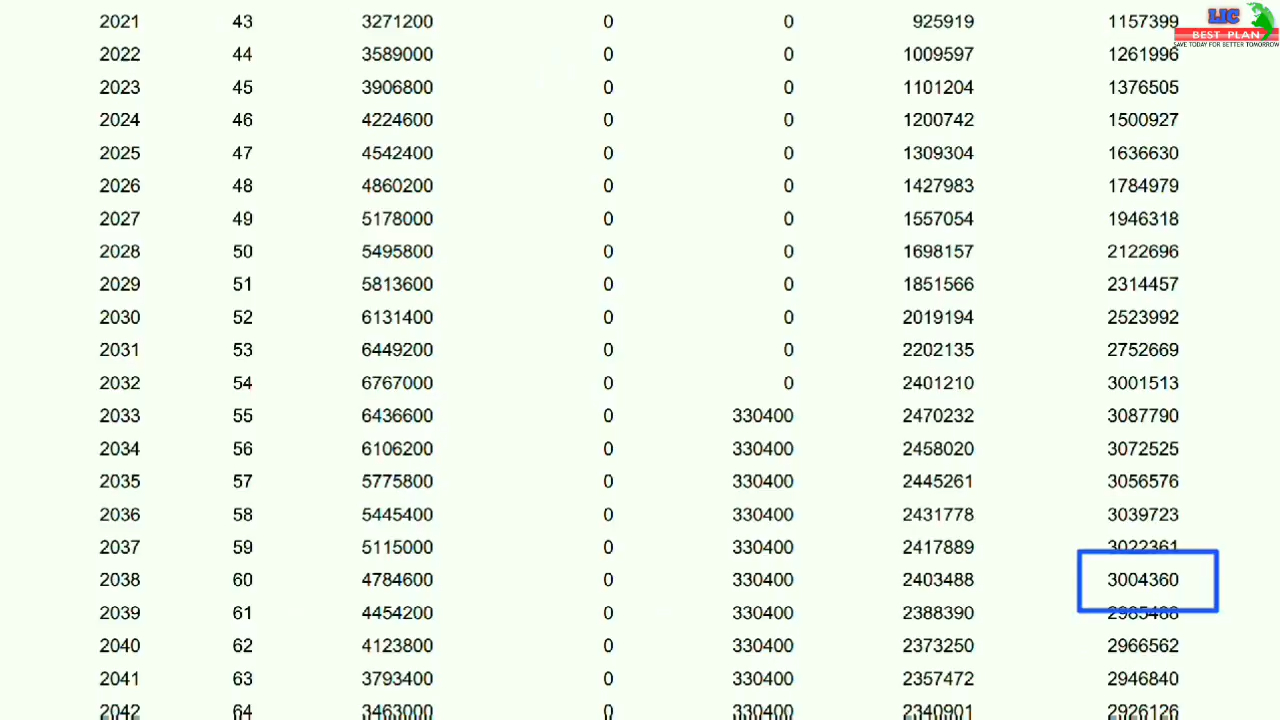 2021 43 3271200 0 0 925919 1157399
LIC
BEST PLAN
SAVE TODAY FOR BETTER TOMORROW
2022 44 3589000 0 0 1009597 1261996
2023 45 3906800 0 0 1101204 1376505
2024 46 4224600 0 0 1200742 1500927
2025 47 4542400 0 0 1309304 1636630
2026 48 4860200 0 0 1427983 1784979
2027 49 5178000 0 0 1557054 1946318
2028 50 5495800 0 0 1698157 2122696
2029 51 5813600 0 0 1851566 2314457
2030 52 6131400 0 0 2019194 2523992
2031 53 6449200 0 0 2202135 2752669
2032 54 6767000 0 0 2401210 3001513
2033 55 6436600 0 330400 2470232 3087790
2034 56 6106200 0 330400 2458020 3072525
2035 57 5775800 0 330400 2445261 3056576
2036 58 5445400 0 330400 2431778 3039723
2037 59 5115000 0 330400 2417889 3022361
2038 60 4784600 0 330400 2403488 3004360
2039 61 4454200 0 330400 2388390 2985488
2040 62 4123800 0 330400 2373250 2966562
2041 63 3793400 0 330400 2357472 2946840
2042 64 3463000 0 330400 2340901 2926126